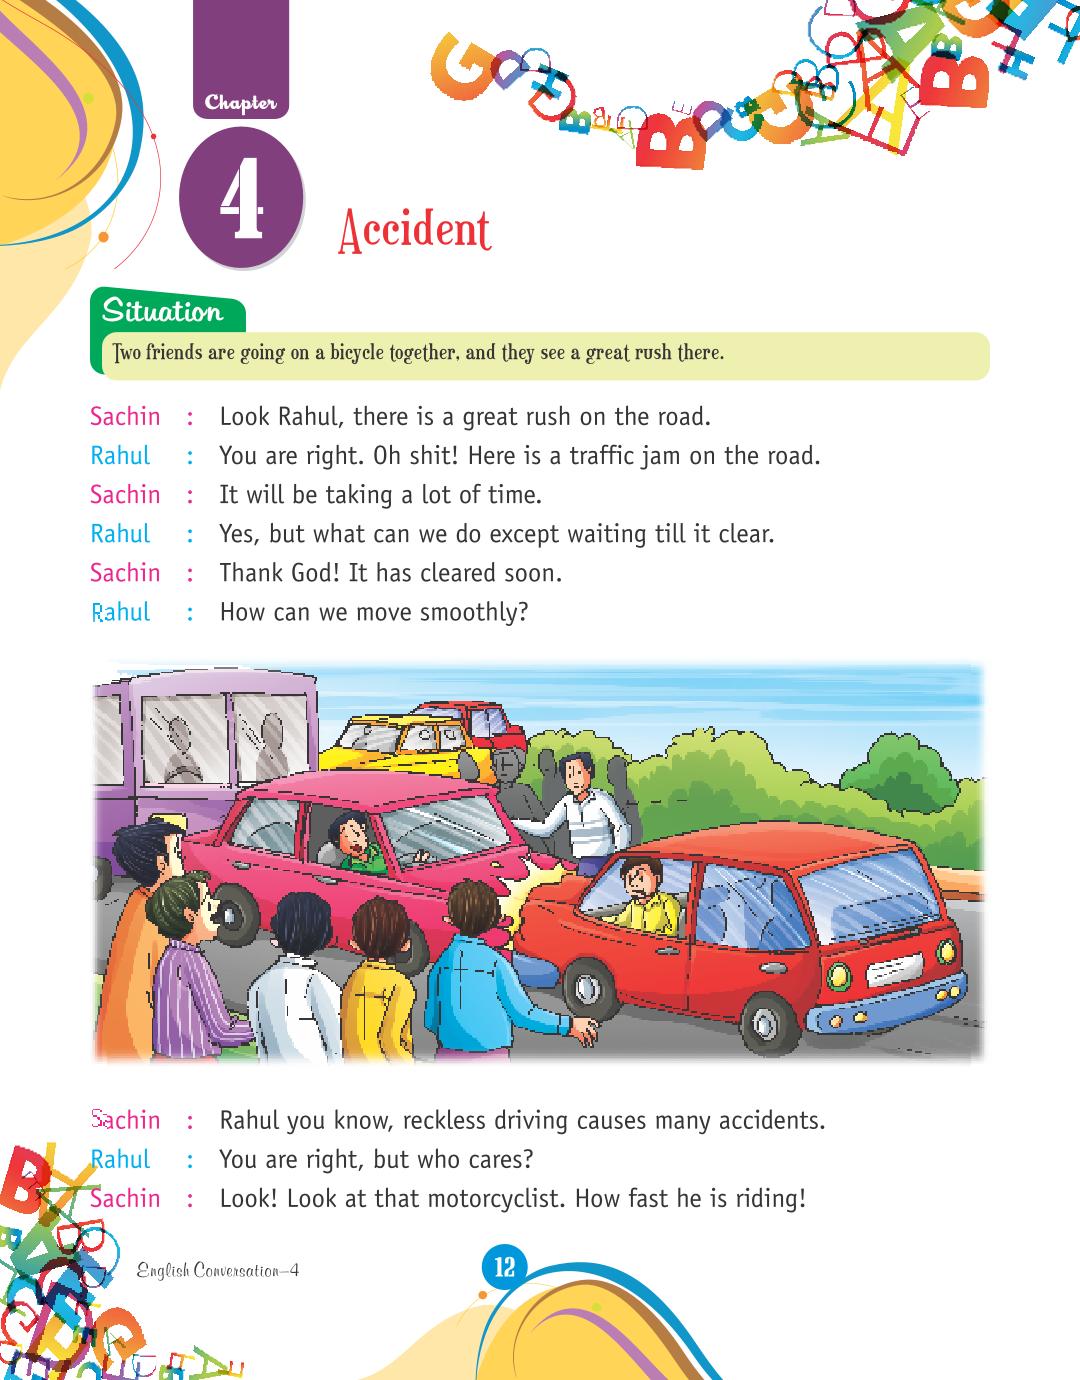 Chapter
4
Accident
Situation
Two friends are going on a bicycle together, and they see a great rush there.
Sachin : Look Rahul, there is a great rush on the road.
Rahul : You are right. Oh shit! Here is a traffic jam on the road.
Sachin : It will be taking a lot of time.
Rahul : Yes, but what can we do except waiting till it clear.
Sachin : Thank God! It has cleared soon.
Rahul : How can we move smoothly?
Sachin : Rahul you know, reckless driving causes many accidents.
Rahul : You are right, but who cares?
Sachin : Look! Look at that motorcyclist. How fast he is riding!
English Conversation–4
12